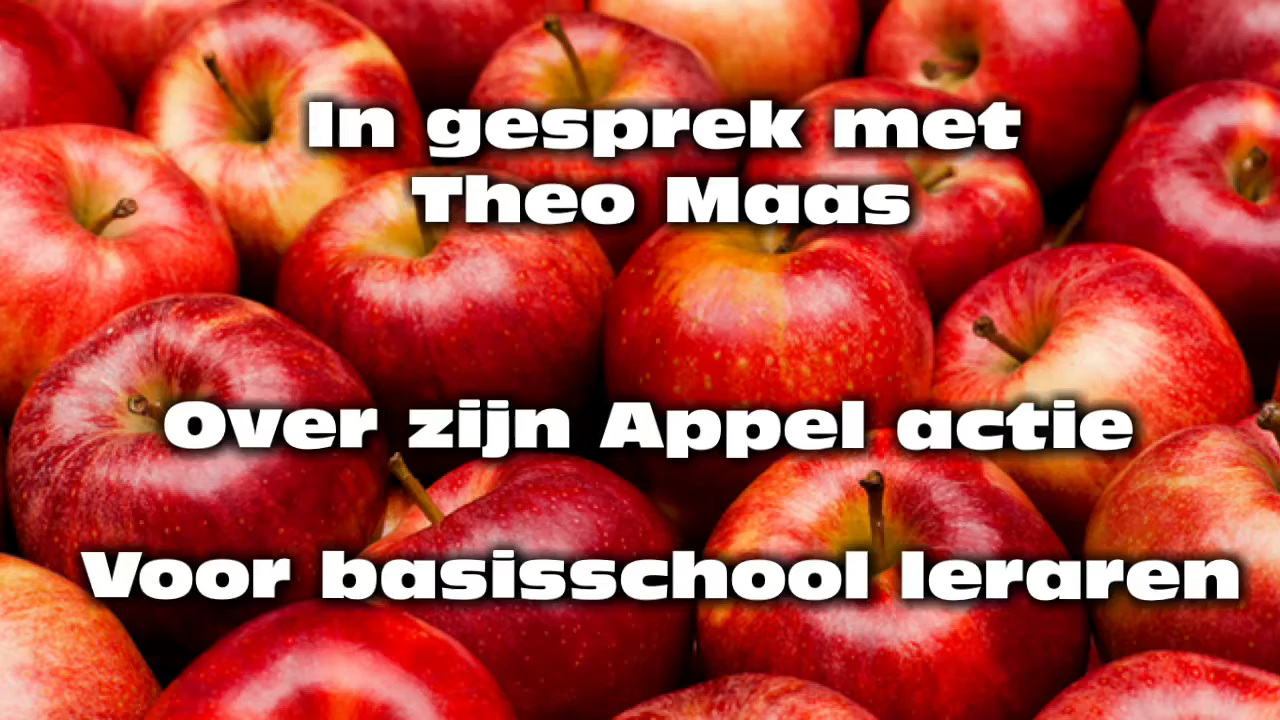 In gesprek met
Theo Maas
Over zijn Appel actie
Voor basisschool leraren